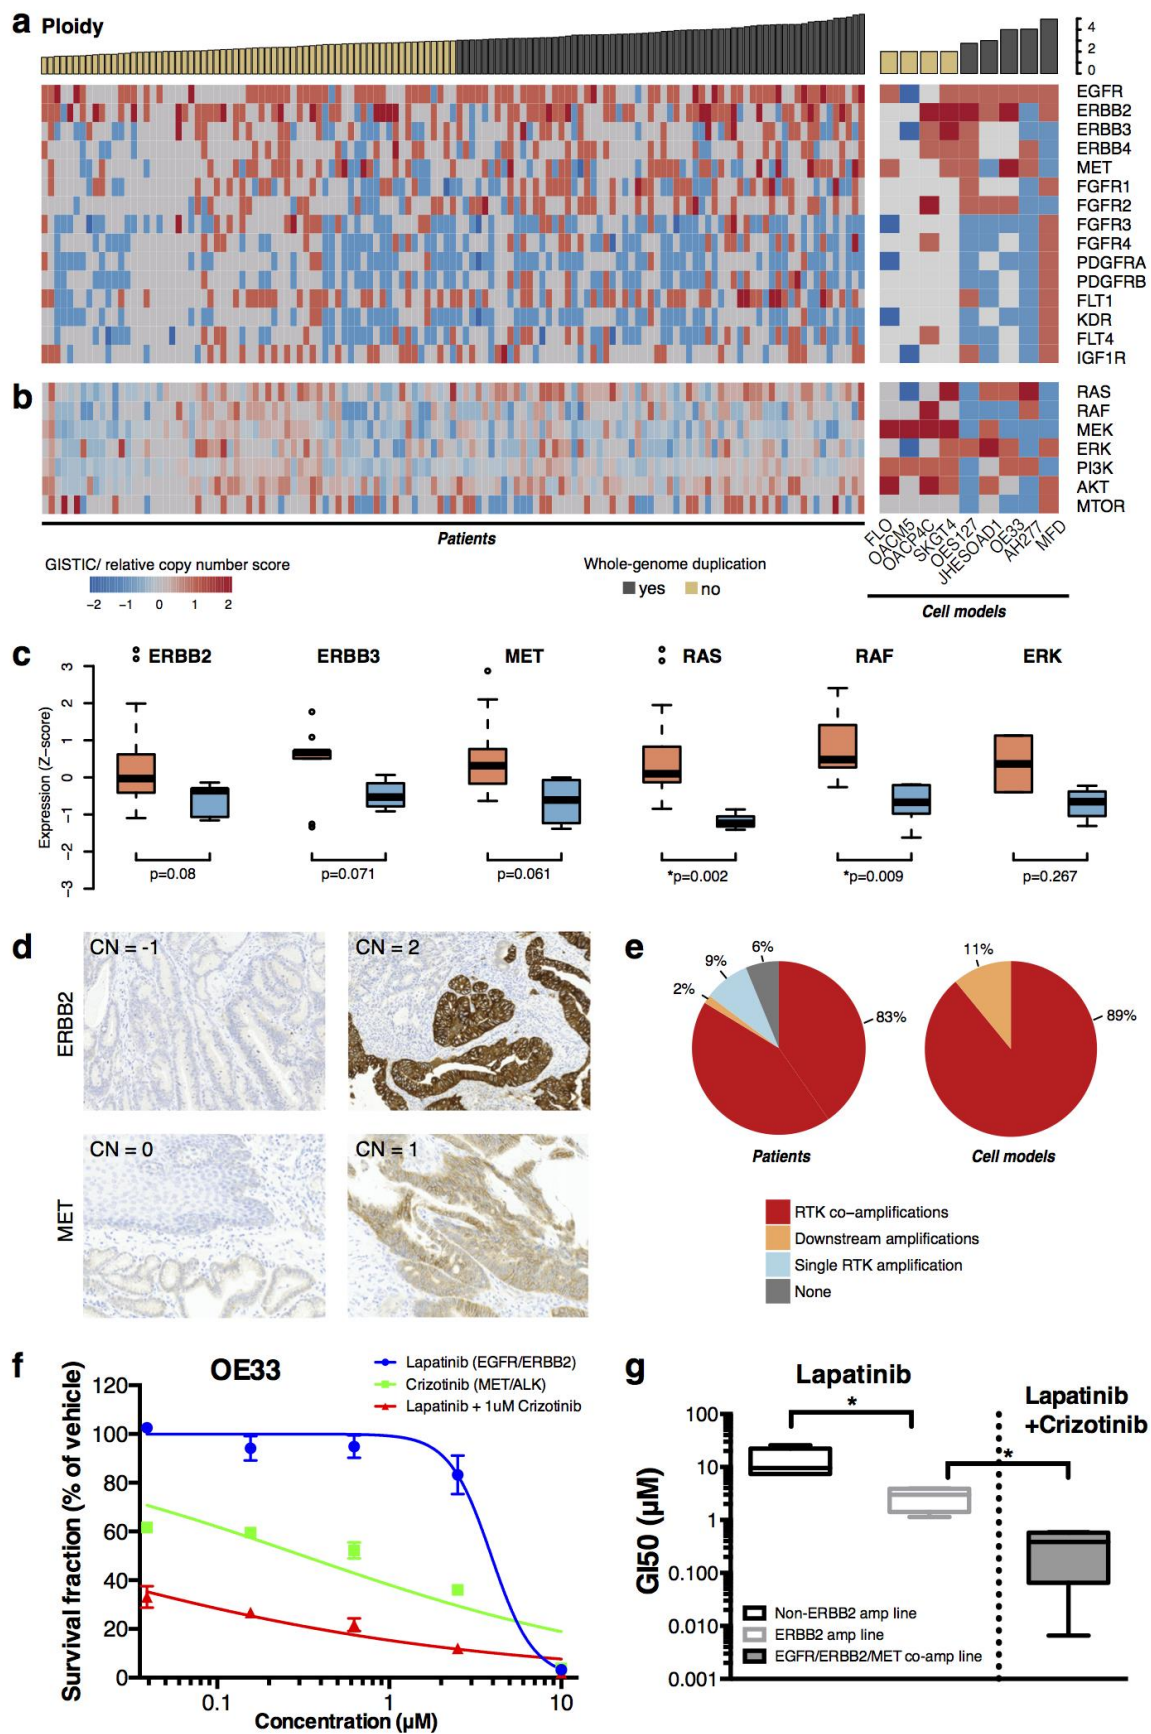 a Ploidy
4
2
0
EGFR
ERBB2
ERBB3
ERBB4
MET
FGFR1
FGFR2
FGFR3
FGFR4
PDGFRA
PDGFRB
FLT1
KDR
FLT4
IGF1R
b
RAS
RAF
MEK
ERK
PI3K
AKT
MTOR
Patients
FLO
OACM5
OACP4C
SKGT4
OES127
JHESOAD1
OE33
AH277
MFD
Cell models
GISTIC/ relative copy number score
−2 −1 0 1 2
Whole-genome duplication
yes no
c
ERBB2 ERBB3 MET RAS RAF ERK
Expression (Z−score)
3
2
1
0
−1
−2
−3
p=0.08 p=0.071 p=0.061 *p=0.002 *p=0.009 p=0.267
d
ERBB2
CN = -1 CN = 2
MET
CN = 0 CN = 1
e
6%
9%
2%
83%
11%
89%
Patients Cell models
RTK co−amplifications
Downstream amplifications
Single RTK amplification
None
f OE33
Lapatinib (EGFR/ERBB2)
Crizotinib (MET/ALK)
Lapatinib + 1uM Crizotinib
Survival fraction (% of vehicle)
120
100
80
60
40
20
0
0.1 1 10
Concentration (µM)
g
Lapatinib
Lapatinib
+Crizotinib
*
*
GI50 (µM)
100
10
1
0.100
0.010
0.001
Non-ERBB2 amp line
ERBB2 amp line
EGFR/ERBB2/MET co-amp line